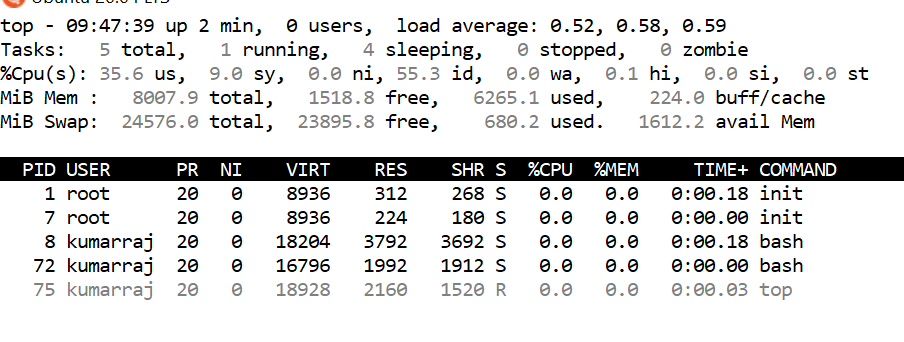 top - 09:47:39 up 2 min,  0 users,  load average: 0.52, 0.58, 0.59
Tasks:   5 total,   1 running,   4 sleeping,   0 stopped,   0 zombie
%Cpu(s): 35.6 us,  9.0 sy,  0.0 ni, 55.3 id,  0.0 wa,  0.1 hi,  0.0 si,  0.0 st
MiB Mem :   8007.9 total,   1518.8 free,   6265.1 used,    224.0 buff/cache
MiB Swap:  24576.0 total,  23895.8 free,    680.2 used.   1612.2 avail Mem
PID USER      PR  NI    VIRT    RES    SHR S  %CPU  %MEM     TIME+ COMMAND
1 root      20   0    8936    312    268 S   0.0   0.0   0:00.18 init
7 root      20   0    8936    224    180 S   0.0   0.0   0:00.00 init
8 kumarraj  20   0   18204   3792   3692 S   0.0   0.0   0:00.18 bash
72 kumarraj  20   0   16796   1992   1912 S   0.0   0.0   0:00.00 bash
75 kumarraj  20   0   18928   2160   1520 R   0.0   0.0   0:00.03 top